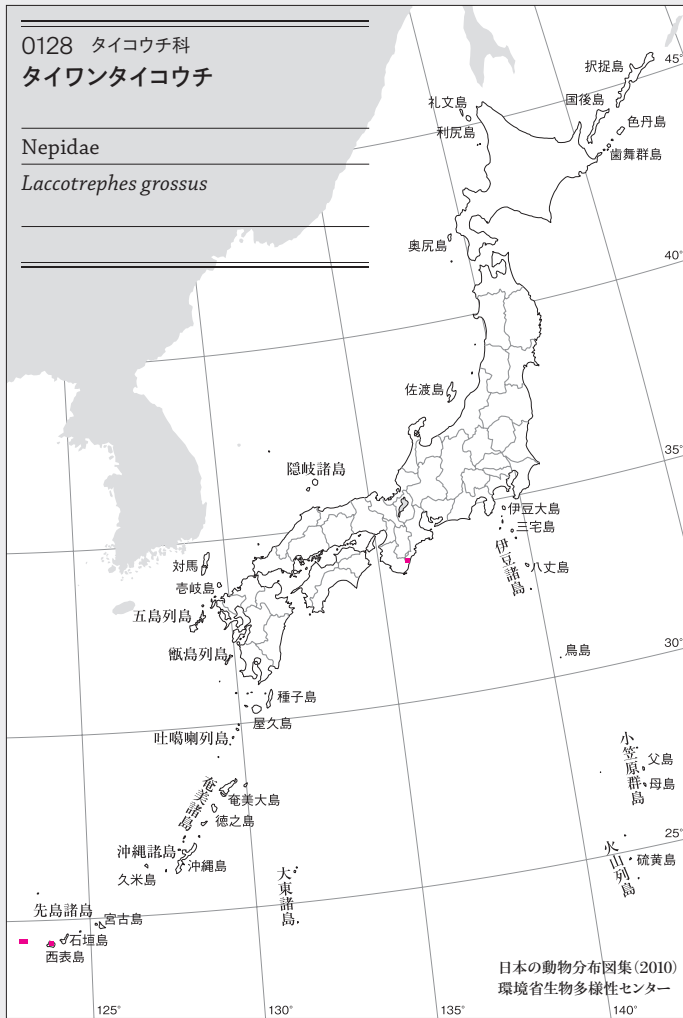 0128 タイコウチ科
タイワンタイコウチ
Nepidae
Laccotrephes grossus
択捉島
45°
国後島
礼文島
色丹島
利尻島
歯舞群島
奥尻島
40°
佐渡島
35°
隠岐諸島
伊豆大島
三宅島
伊豆諸島
八丈島
対馬
壱岐島
五島列島
甑島列島
鳥島
30°
種子島
屋久島
吐噶喇列島
小笠原群島
父島
母島
奄美諸島
奄美大島
徳之島
25°
沖縄諸島
沖縄島
久米島
大東諸島
火山列島
硫黄島
先島諸島
宮古島
石垣島
西表島
日本の動物分布図集(2010)
環境省生物多様性センター
125°
130°
135°
140°